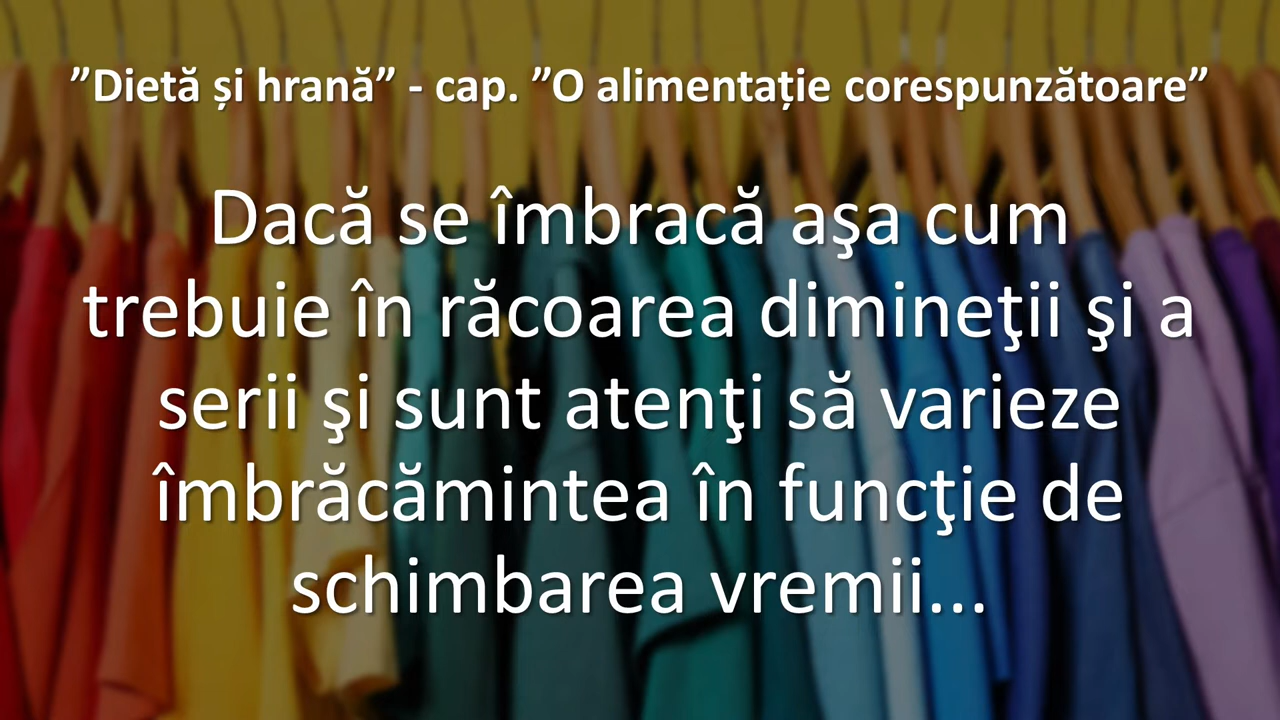 ”Dietă și hrană” - cap. ”O alimentație corespunzătoare”
Dacă se îmbracă aşa cum
trebuie în răcoarea dimineţii şi a
serii şi sunt atenţi să varieze
îmbrăcămintea în funcţie de
schimbarea vremii...